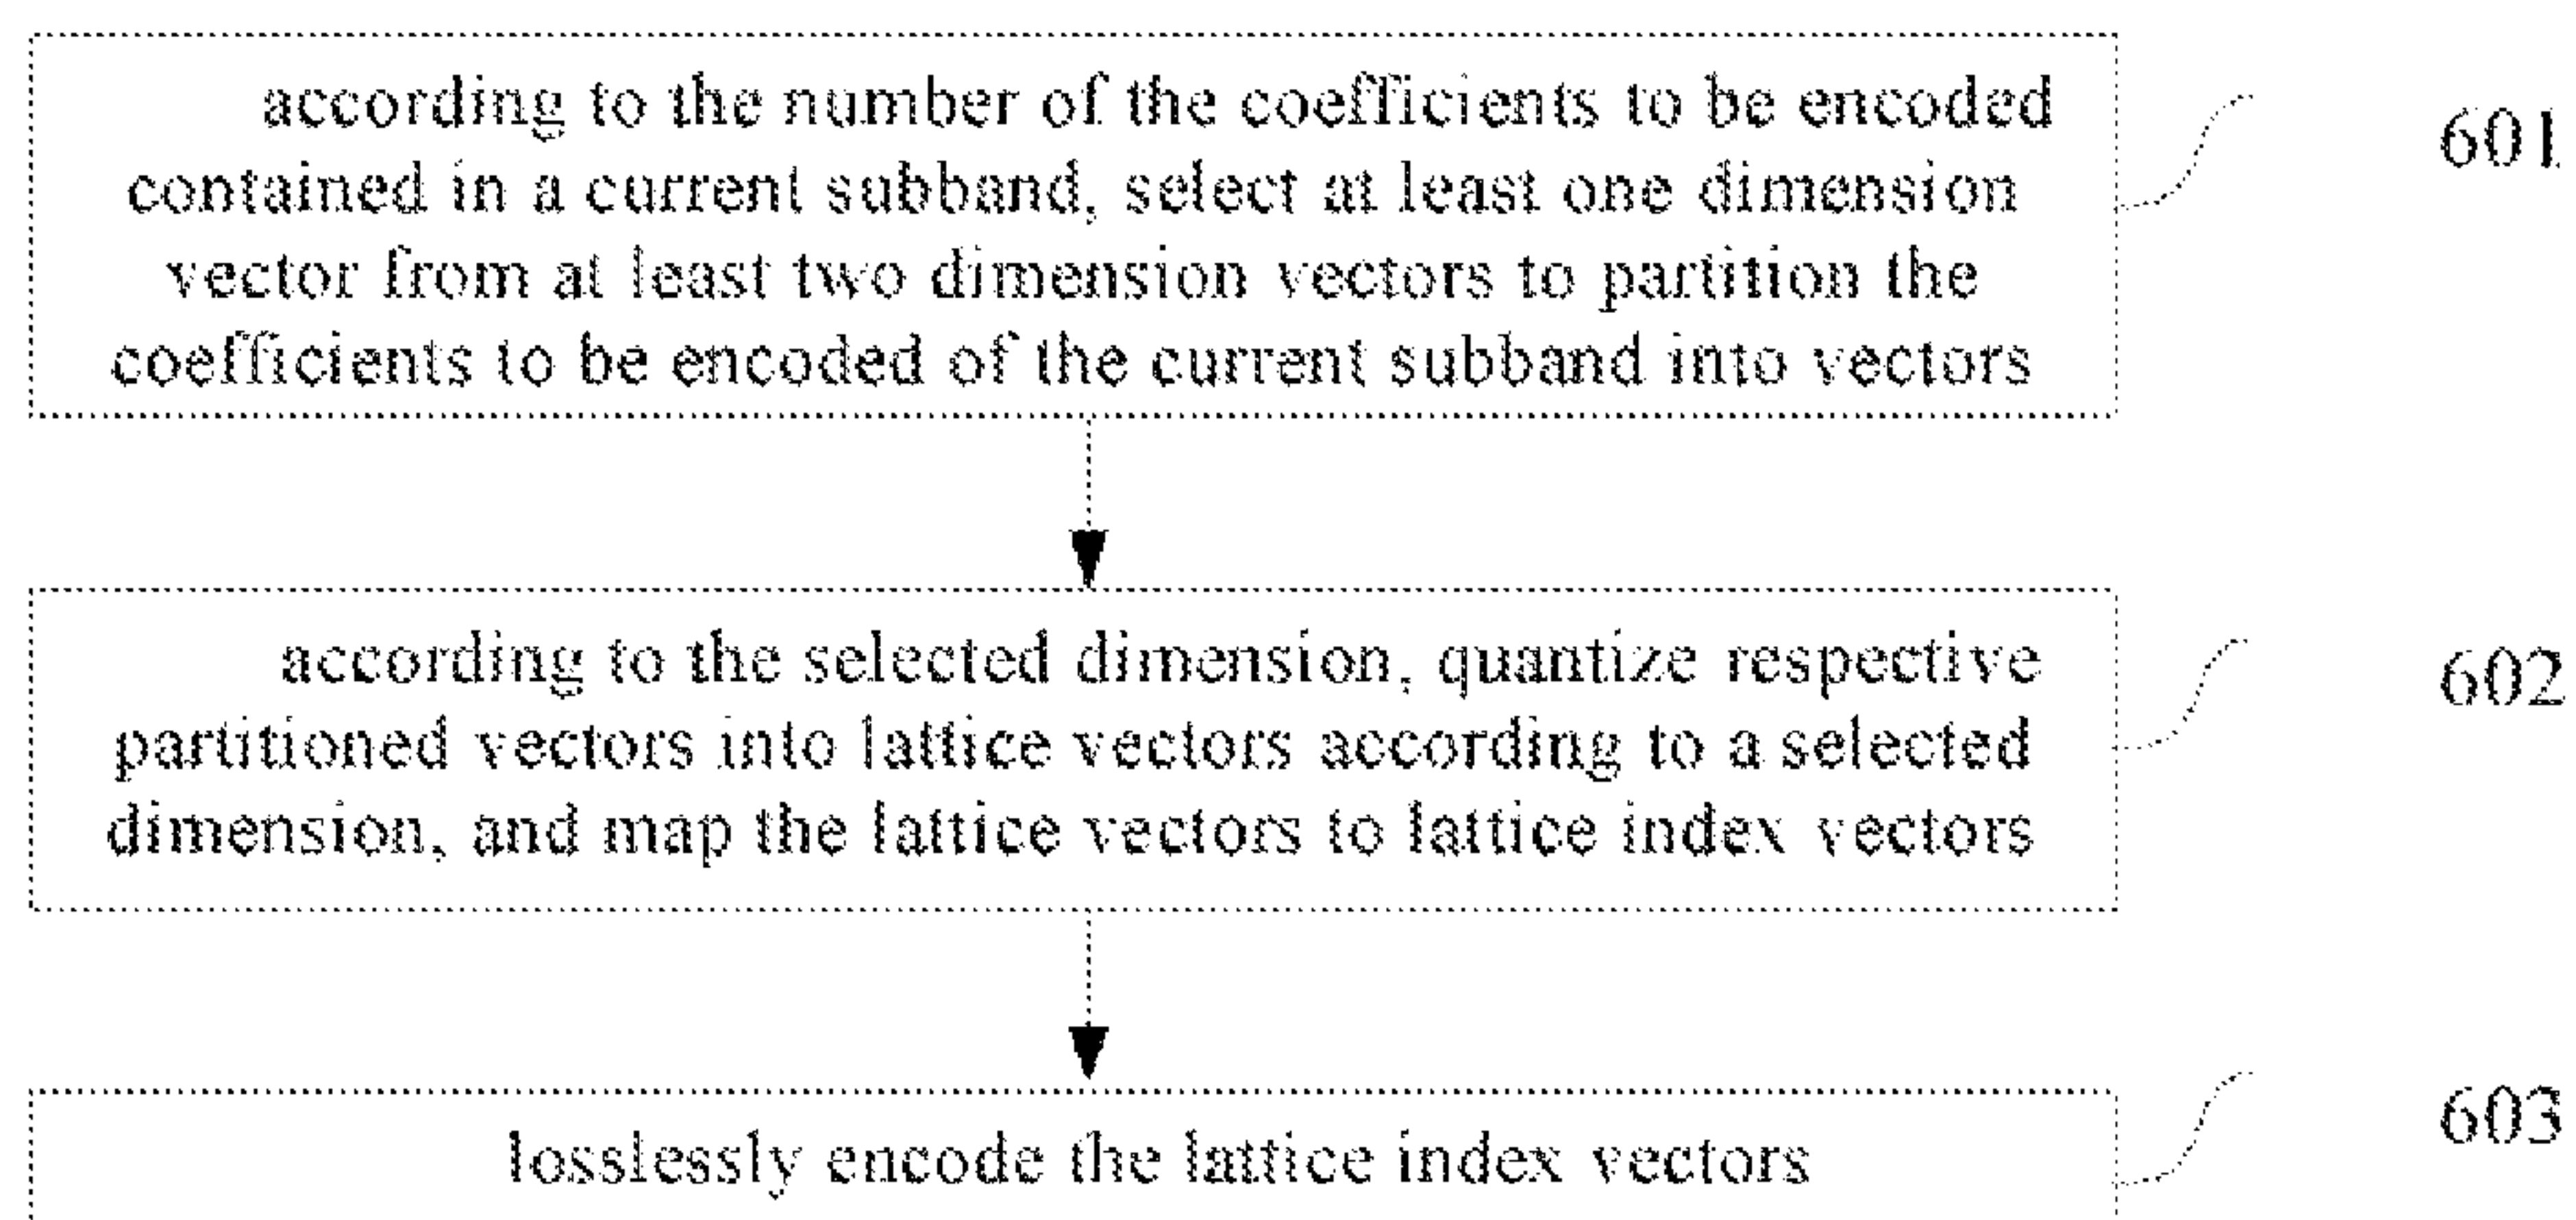 according to the number of the coefficients to be encoded
contained in a current subband, select at least one dimension
vector from at least two dimension vectors to partition the
coefficients to be encoded of the current subband into vectors
601
according to the selected dimension, quantize respective
partitioned vectors into lattice vectors according to a selected
dimension, and map the lattice vectors to lattice index vectors
602
losslessly encode the lattice index vectors
603